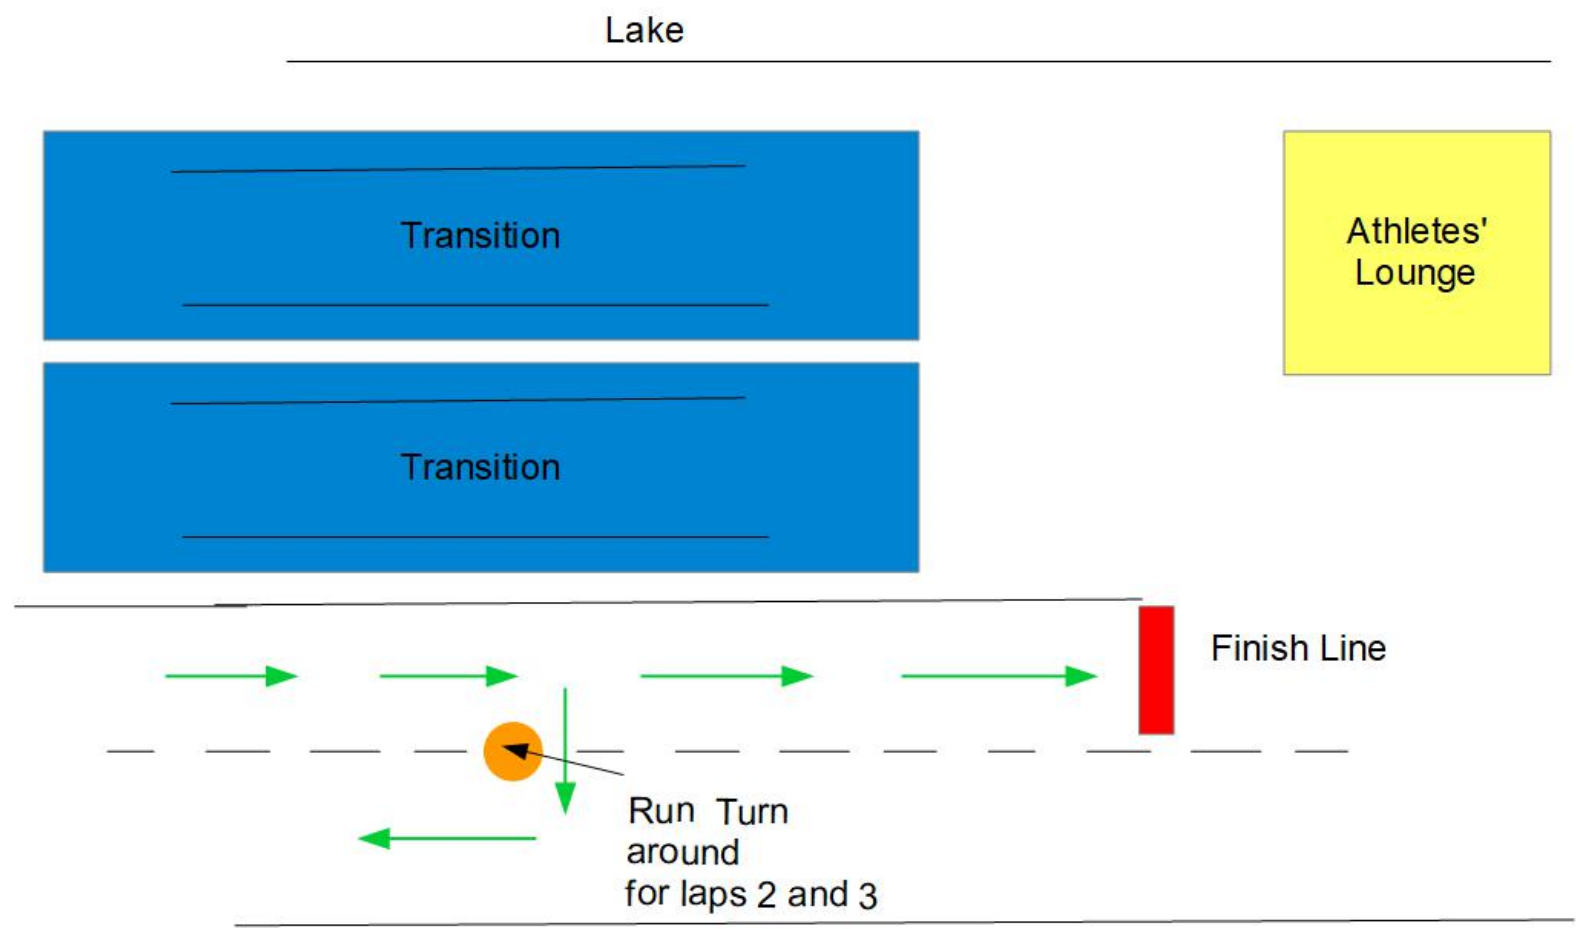 Lake
Transition
Athletes'
Lounge
Transition
Finish Line
Run Turn
around
for laps 2 and 3